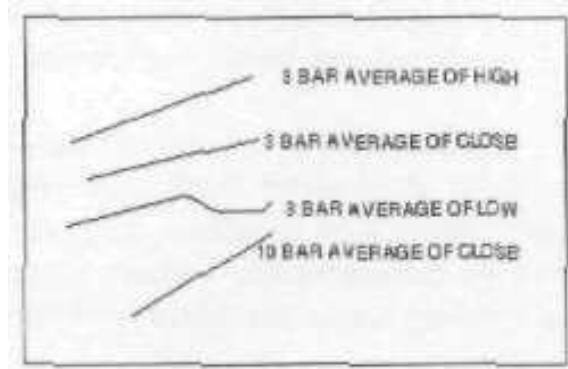 3 BAR AVERAGE OF HIGH
3 BAR AVERAGE OF CLOSE
3 BAR AVERAGE OF LOW
10 BAR AVERAGE OF CLOSE